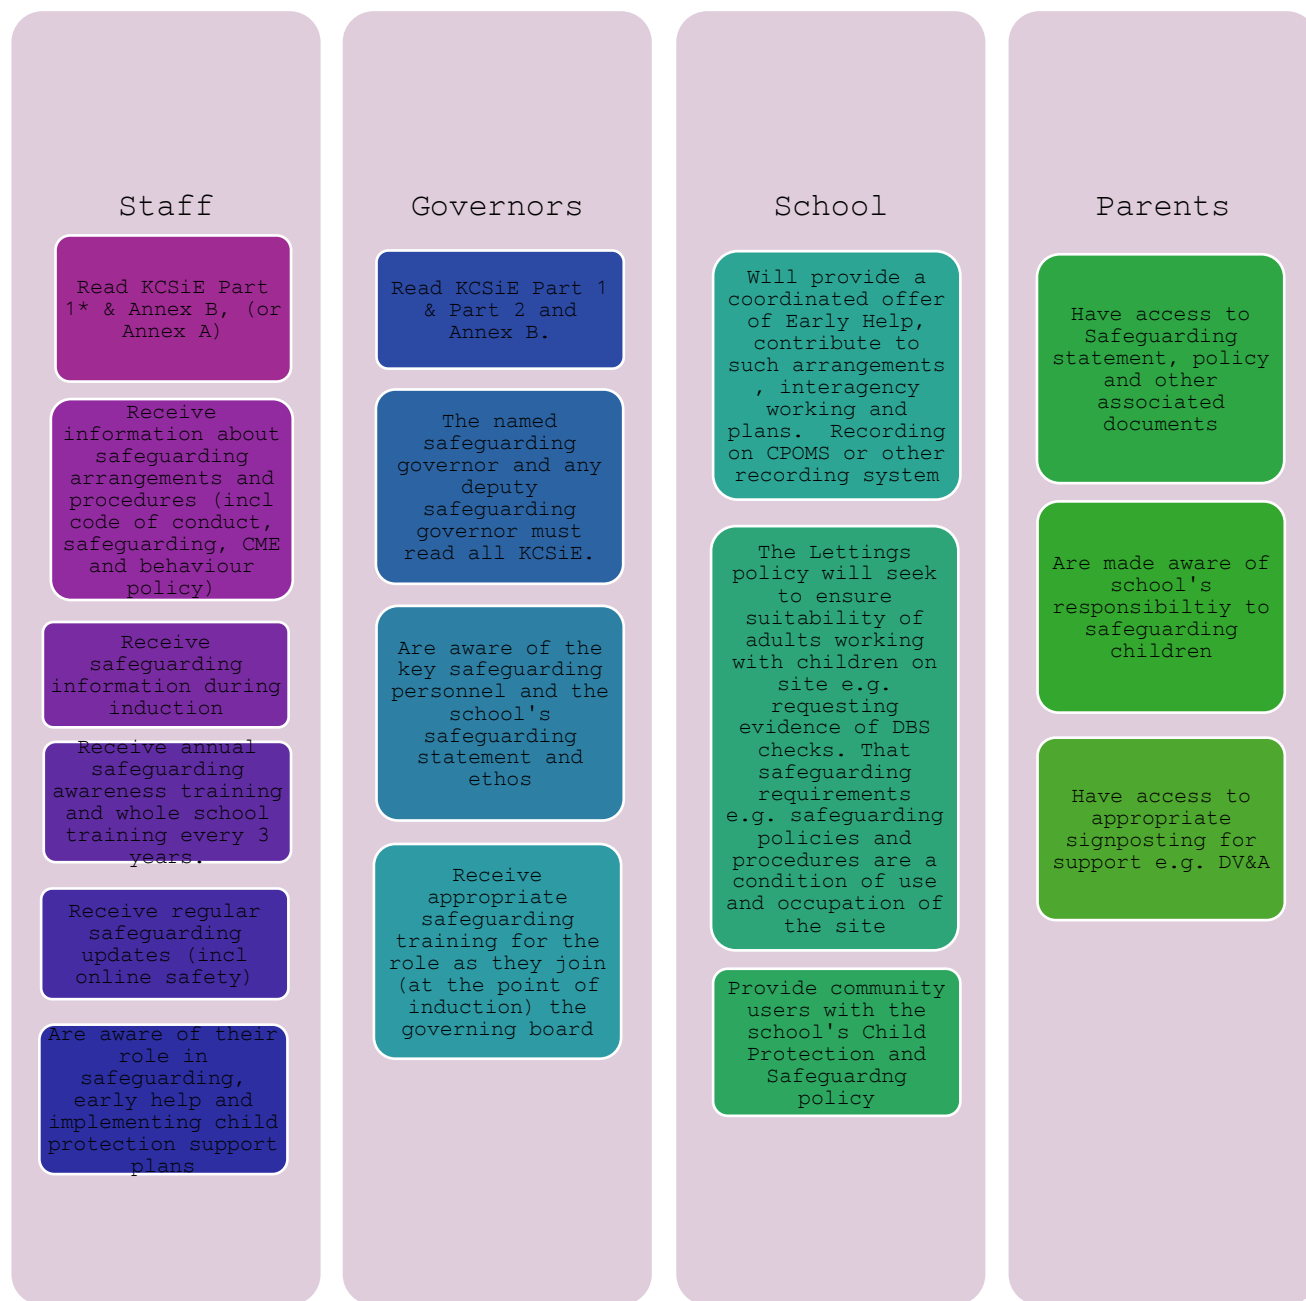 Staff
Read KCSiE Part
1* & Annex B, (or
Annex A)
Receive
information about
safeguarding
arrangements and
procedures (incl
code of conduct,
safeguarding, CME
and behaviour
policy)
Receive
safeguarding
information during
induction
Receive annual
safeguarding
awareness training
and whole school
training every 3
years.
Receive regular
safeguarding
updates (incl
online safety)
Are aware of their
role in
safeguarding,
early help and
implementing child
protection support
plans
Governors
Read KCSiE Part 1
& Part 2 and
Annex B.
The named
safeguarding
governor and any
deputy
safeguarding
governor must
read all KCSiE.
Are aware of the
key safeguarding
personnel and the
school's
safeguarding
statement and
ethos
Receive
appropriate
safeguarding
training for the
role as they join
(at the point of
induction) the
governing board
School
Will provide a
coordinated offer
of Early Help,
contribute to
such arrangements
, interagency
working and
plans.  Recording
on CPOMS or other
recording system
The Lettings
policy will seek
to ensure
suitability of
adults working
with children on
site e.g.
requesting
evidence of DBS
checks. That
safeguarding
requirements
e.g. safeguarding
policies and
procedures are a
condition of use
and occupation of
the site
Provide community
users with the
school's Child
Protection and
Safeguardng
policy
Parents
Have access to
Safeguarding
statement, policy
and other
associated
documents
Are made aware of
school's
responsibiltiy to
safeguarding
children
Have access to
appropriate
signposting for
support e.g. DV&A